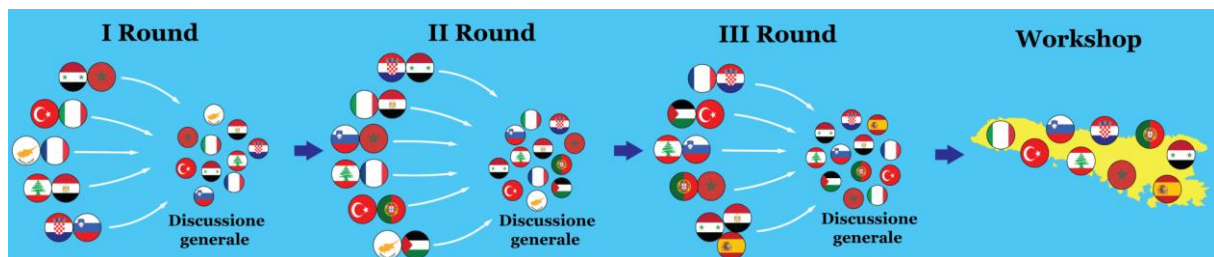 I Round
Discussione
generale
II Round
Discussione
generale
III Round
Discussione
generale
Workshop